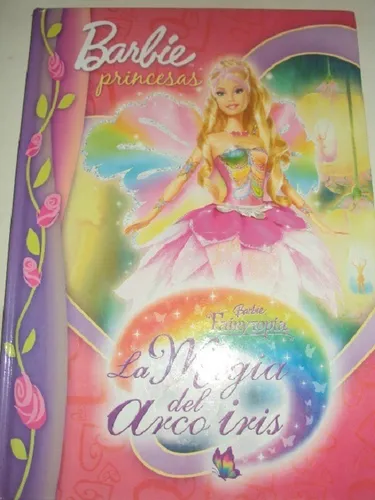 Barbie
princesas
Barbie
Fairytopia
La Magia
del
arco iris